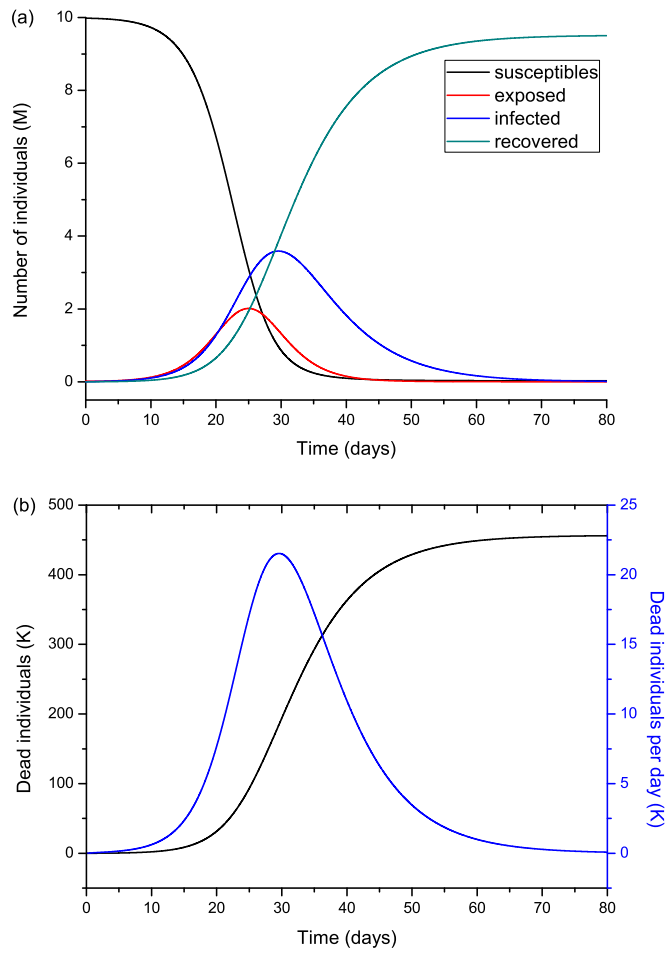 (a)
10
8
6
4
2
0
Number of individuals (M)
susceptibles
exposed
infected
recovered
0 10 20 30 40 50 60 70 80
Time (days)
(b)
500
400
300
200
100
0
Dead individuals (K)
25
20
15
10
5
0
Dead individuals per day (K)
0 10 20 30 40 50 60 70 80
Time (days)